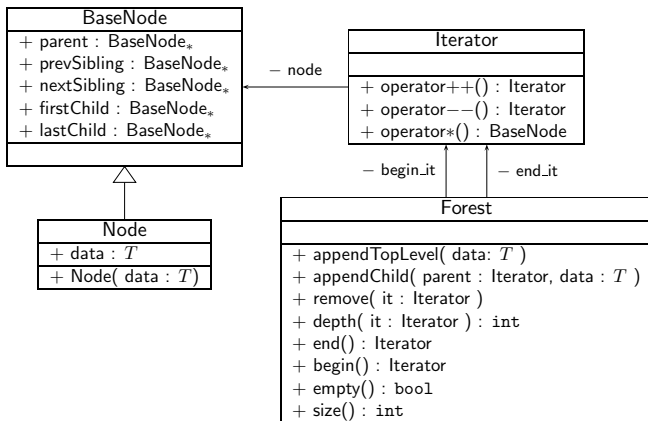 BaseNode
+ parent : BaseNode*
+ prevSibling : BaseNode*
+ nextSibling : BaseNode*
+ firstChild : BaseNode*
+ lastChild : BaseNode*
− node
Iterator
+ operator++() : Iterator
+ operator−−() : Iterator
+ operator*() : BaseNode
− begin_it
− end_it
Node
+ data : T
+ Node( data : T)
Forest
+ appendTopLevel( data: T )
+ appendChild( parent : Iterator, data : T )
+ remove( it : Iterator )
+ depth( it : Iterator ) : int
+ end() : Iterator
+ begin() : Iterator
+ empty() : bool
+ size() : int